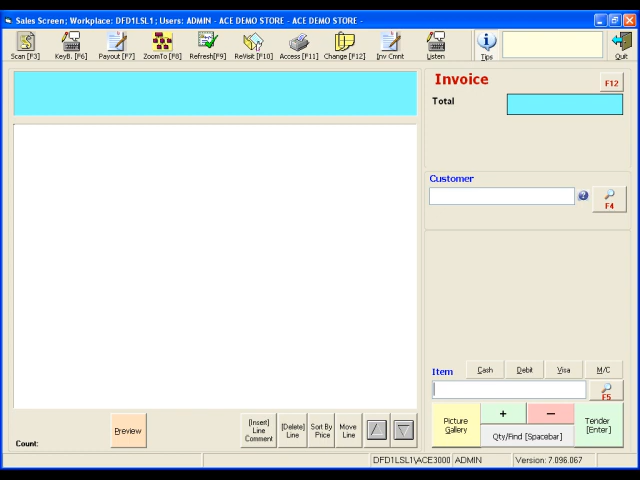 Sales Screen; Workplace: DFD1LSL1; Users: ADMIN - ACE DEMO STORE - ACE DEMO STORE -
Scan [F3] KeyB. [F6] Payout [F7] ZoomTo [F8] Refresh[F9] ReVisit [F10] Access [F11] Change [F12] Inv Cmnt Listen Tips Quit
Invoice F12
Total
Customer
F4
Cash Debit Visa M/C
Item
F5
Picture Gallery + - Tender [Enter]
Qty/Find [Spacebar]
Preview
[Insert] Line Comment
[Delete] Line
Sort By Price
Move Line
Count:
DFD1LSL1\ACE3000 ADMIN Version: 7.096.067